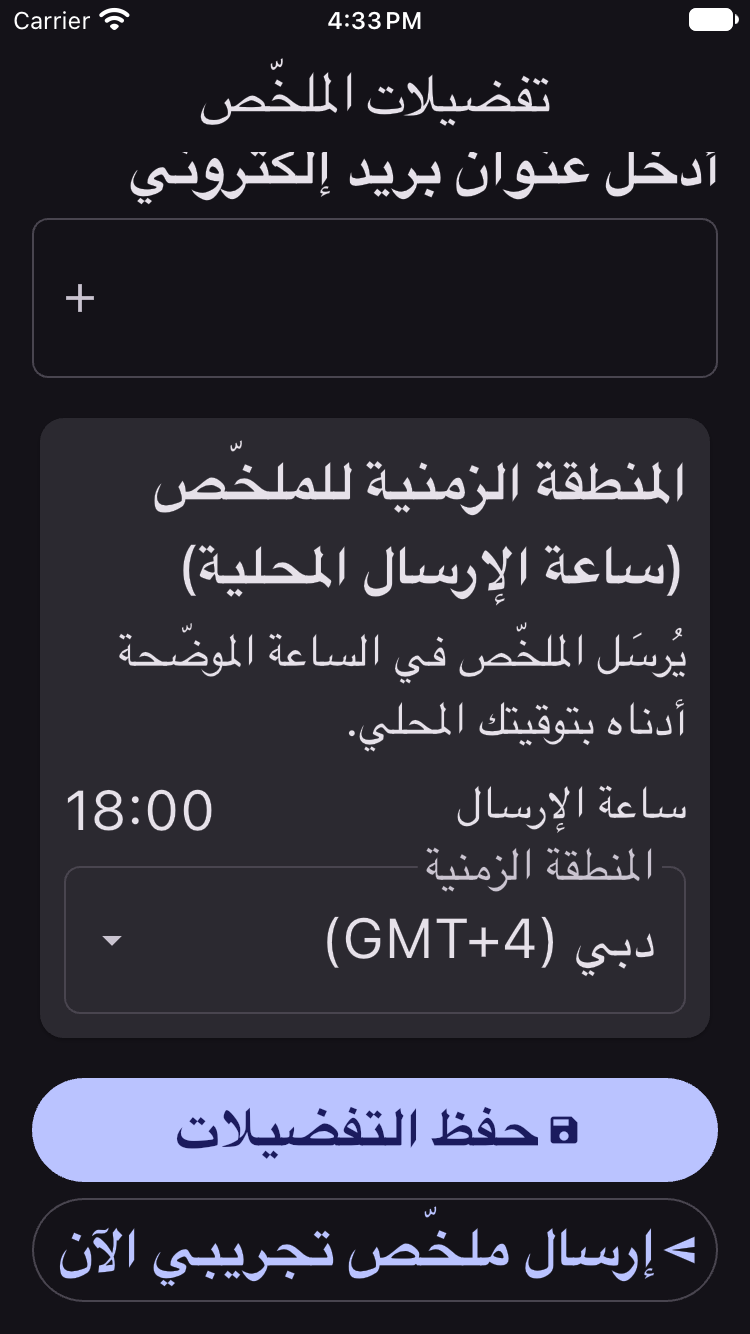 Carrier 4:33 PM
تفضيلات الملخّص
أدخل عنوان بريد إلكتروني
+
المنطقة الزمنية للملخّص
(ساعة الإرسال المحلية)
يُرسَل الملخّص في الساعة الموضّحة
أدناه بتوقيتك المحلي.
ساعة الإرسال 18:00
المنطقة الزمنية
دبي (GMT+4)
حفظ التفضيلات
إرسال ملخّص تجريبي الآن